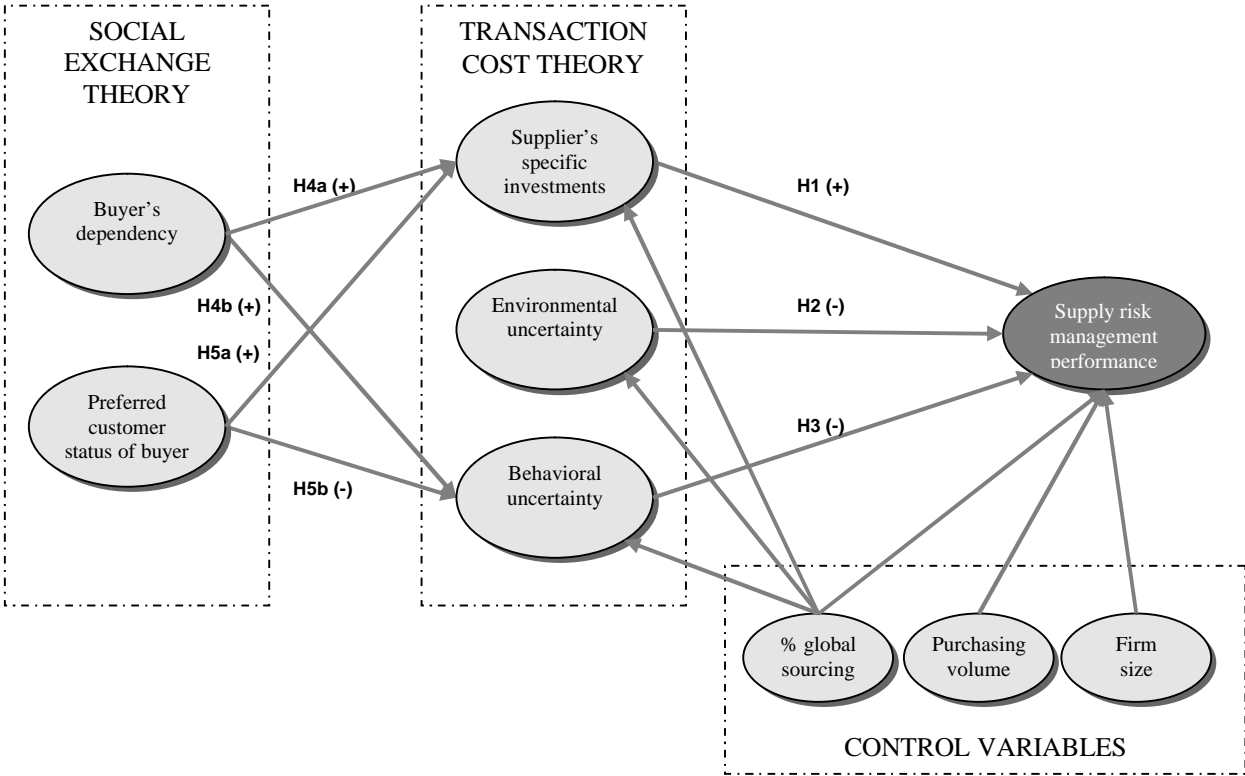 SOCIAL
EXCHANGE
THEORY
Buyer's
dependency
Preferred
customer
status of buyer
H4a (+)
H4b (+)
H5a (+)
H5b (-)
TRANSACTION
COST THEORY
Supplier's
specific
investments
Environmental
uncertainty
Behavioral
uncertainty
H1 (+)
H2 (-)
H3 (-)
Supply risk
management
performance
% global
sourcing
Purchasing
volume
Firm
size
CONTROL VARIABLES